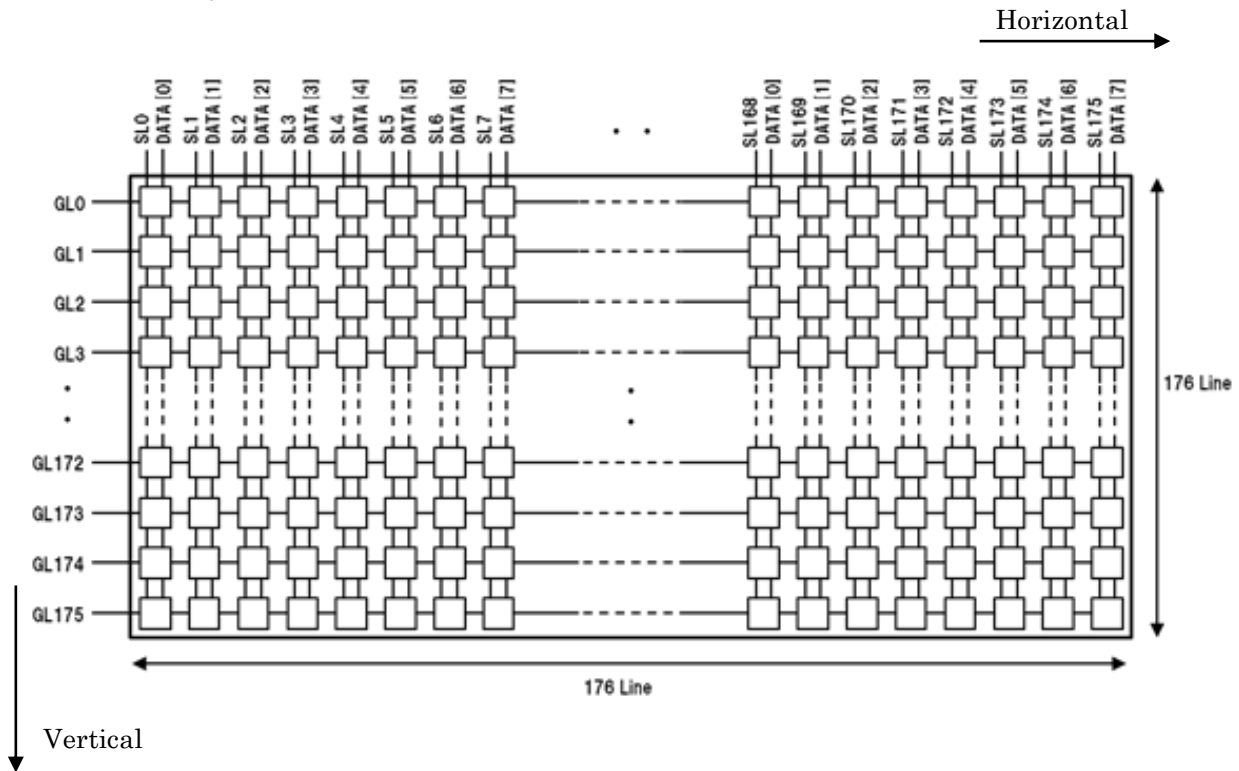 Horizontal
SL0
DATA [0]
SL1
DATA [1]
SL2
DATA [2]
SL3
DATA [3]
SL4
DATA [4]
SL5
DATA [5]
SL6
DATA [6]
SL7
DATA [7]
SL168
DATA [0]
SL169
DATA [1]
SL170
DATA [2]
SL171
DATA [3]
SL172
DATA [4]
SL173
DATA [5]
SL174
DATA [6]
SL175
DATA [7]
GL0
GL1
GL2
GL3
176 Line
GL172
GL173
GL174
GL175
176 Line
Vertical